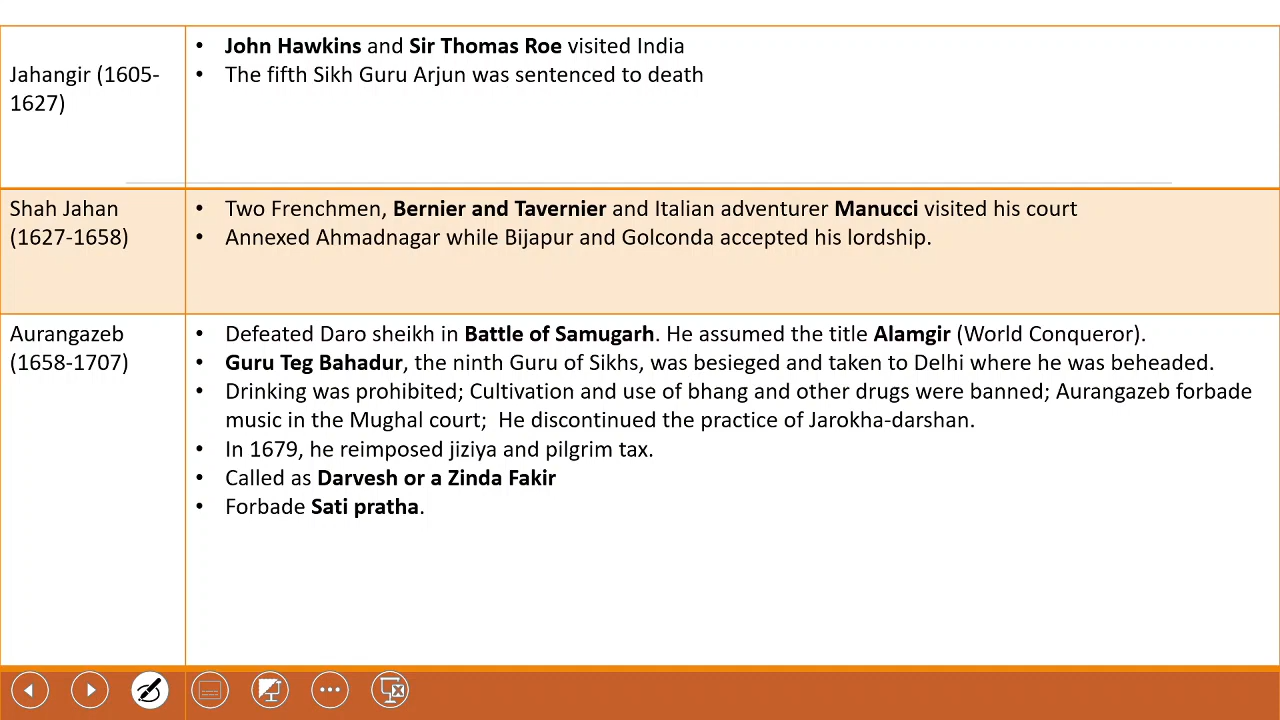 Jahangir (1605-
1627)
• John Hawkins and Sir Thomas Roe visited India
• The fifth Sikh Guru Arjun was sentenced to death
Shah Jahan
(1627-1658)
• Two Frenchmen, Bernier and Tavernier and Italian adventurer Manucci visited his court
• Annexed Ahmadnagar while Bijapur and Golconda accepted his lordship.
Aurangazeb
(1658-1707)
• Defeated Daro sheikh in Battle of Samugarh. He assumed the title Alamgir (World Conqueror).
• Guru Teg Bahadur, the ninth Guru of Sikhs, was besieged and taken to Delhi where he was beheaded.
• Drinking was prohibited; Cultivation and use of bhang and other drugs were banned; Aurangazeb forbade
music in the Mughal court;  He discontinued the practice of Jarokha-darshan.
• In 1679, he reimposed jiziya and pilgrim tax.
• Called as Darvesh or a Zinda Fakir
• Forbade Sati pratha.